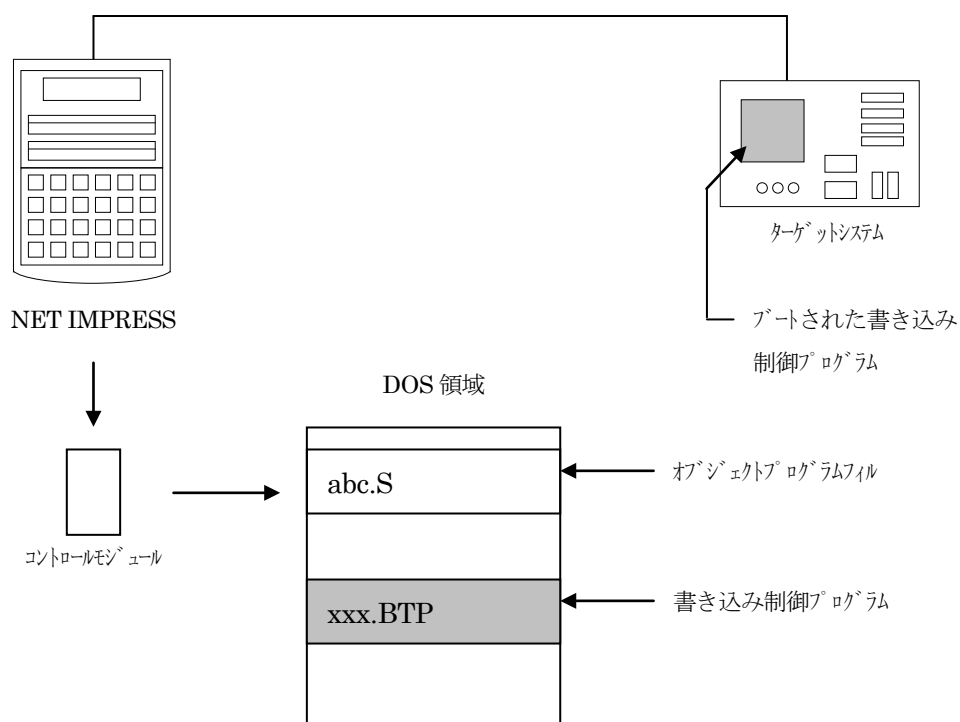 ﾀｰｹﾞｯﾄｼｽﾃﾑ
NET IMPRESS
ﾌﾞｰﾄされた書き込み
制御ﾌﾟﾛｸﾞﾗﾑ
DOS 領域
abc.S
ｵﾌﾞｼﾞｪｸﾄﾌﾟﾛｸﾞﾗﾑﾌｨﾙ
ｺﾝﾄﾛｰﾙﾓｼﾞｭｰﾙ
xxx.BTP
書き込み制御ﾌﾟﾛｸﾞﾗﾑ